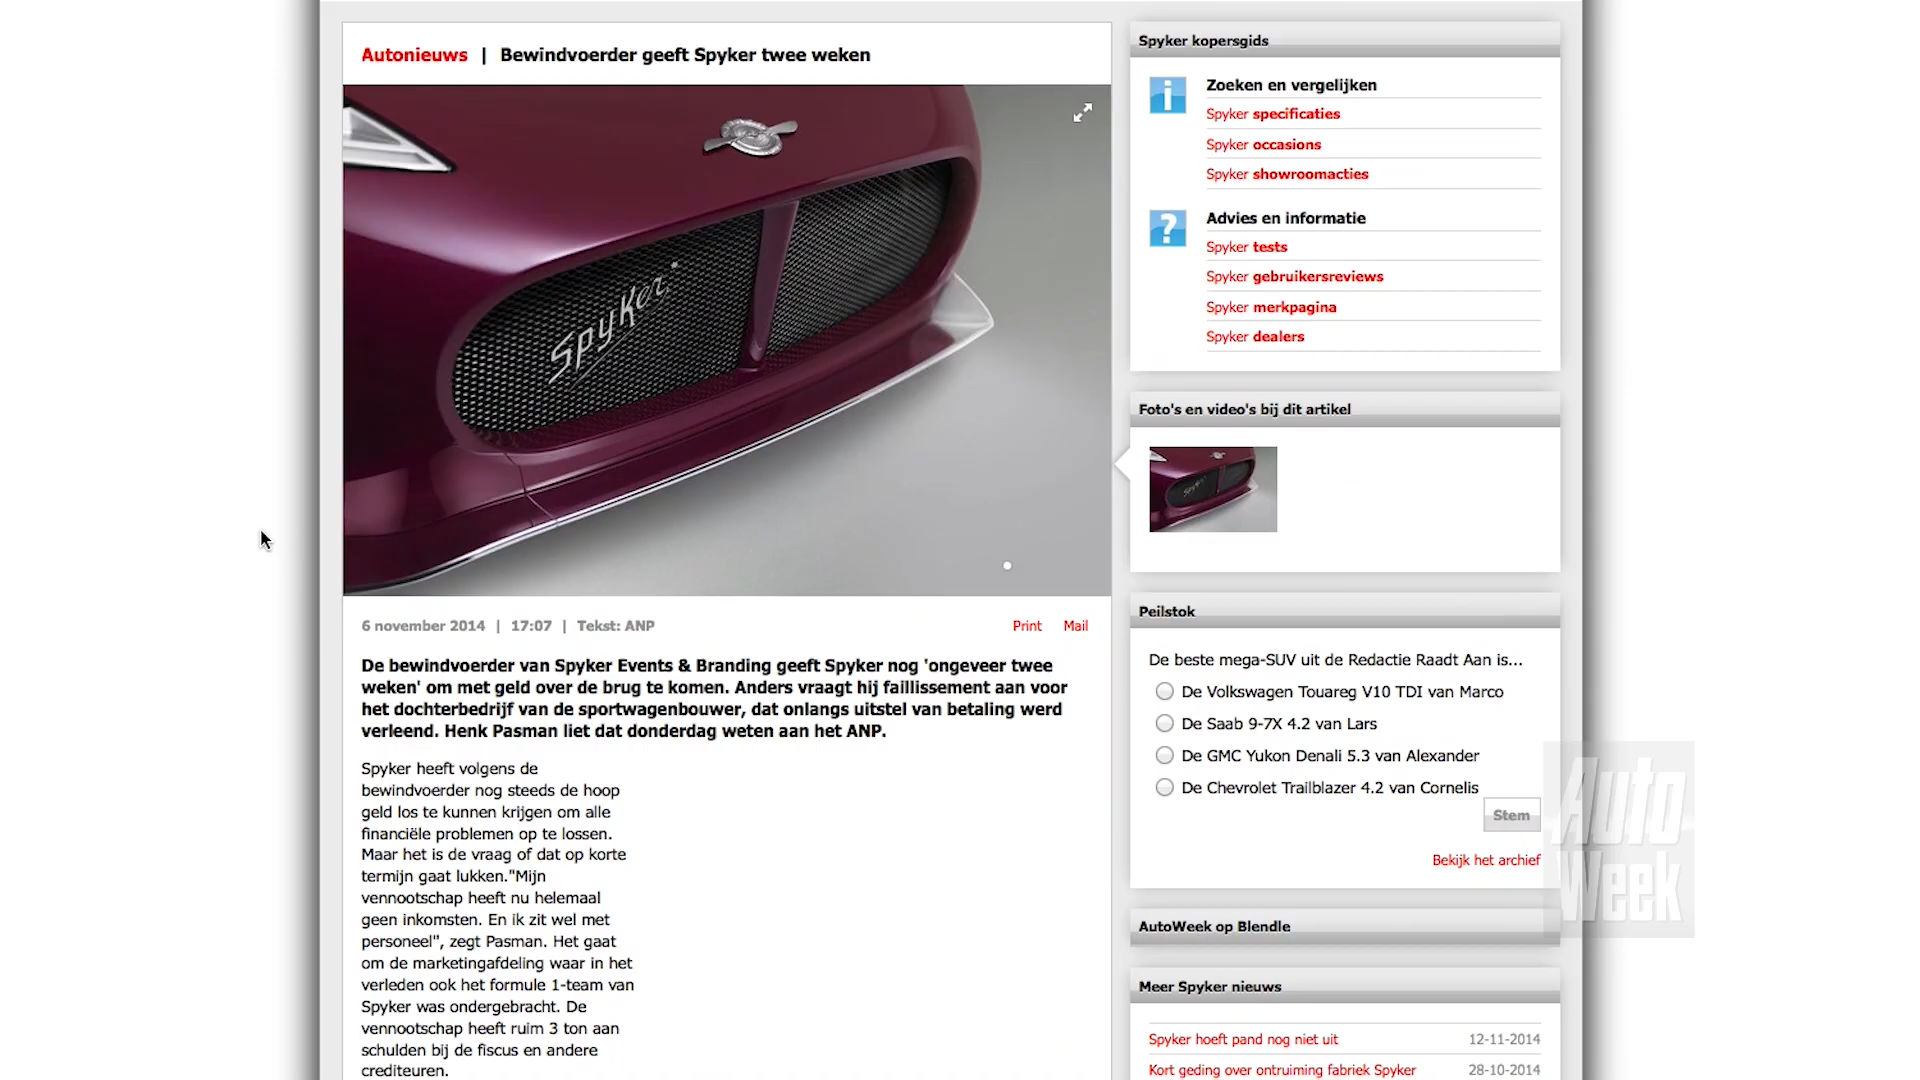 Autonieuws | Bewindvoerder geeft Spyker twee weken
Spyker
6 november 2014 | 17:07 | Tekst: ANP
Print Mail
De bewindvoerder van Spyker Events & Branding geeft Spyker nog 'ongeveer twee
weken' om met geld over de brug te komen. Anders vraagt hij faillissement aan voor
het dochterbedrijf van de sportwagenbouwer, dat onlangs uitstel van betaling werd
verleend. Henk Pasman liet dat donderdag weten aan het ANP.
Spyker heeft volgens de
bewindvoerder nog steeds de hoop
geld los te kunnen krijgen om alle
financiële problemen op te lossen.
Maar het is de vraag of dat op korte
termijn gaat lukken."Mijn
vennootschap heeft nu helemaal
geen inkomsten. En ik zit wel met
personeel", zegt Pasman. Het gaat
om de marketingafdeling waar in het
verleden ook het formule 1-team van
Spyker was ondergebracht. De
vennootschap heeft ruim 3 ton aan
schulden bij de fiscus en andere
crediteuren.
Spyker kopersgids
Zoeken en vergelijken
Spyker specificaties
Spyker occasions
Spyker showroomacties
Advies en informatie
Spyker tests
Spyker gebruikersreviews
Spyker merkpagina
Spyker dealers
Foto's en video's bij dit artikel
Peilstok
De beste mega-SUV uit de Redactie Raadt Aan is...
De Volkswagen Touareg V10 TDI van Marco
De Saab 9-7X 4.2 van Lars
De GMC Yukon Denali 5.3 van Alexander
De Chevrolet Trailblazer 4.2 van Cornelis
Stem
Bekijk het archief
AutoWeek op Blendle
Meer Spyker nieuws
Spyker hoeft pand nog niet uit 12-11-2014
Kort geding over ontruiming fabriek Spyker 28-10-2014
Auto
Week